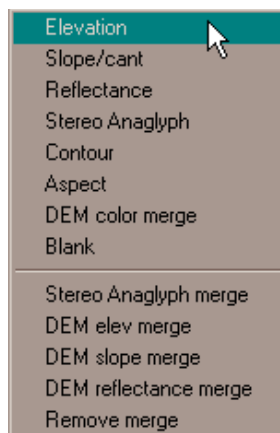 Elevation
Slope/cant
Reflectance
Stereo Anaglyph
Contour
Aspect
DEM color merge
Blank
Stereo Anaglyph merge
DEM elev merge
DEM slope merge
DEM reflectance merge
Remove merge